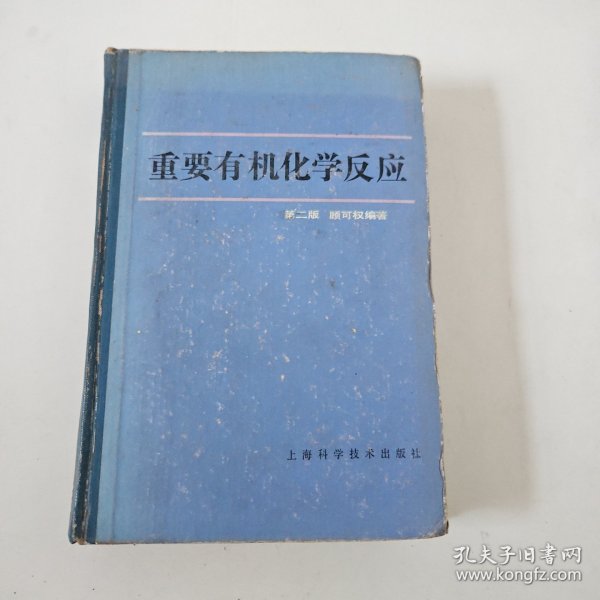 重要有机化学反应
第二版 顾可权编著
上海科学技术出版社
孔夫子旧书网
www.kongfz.com